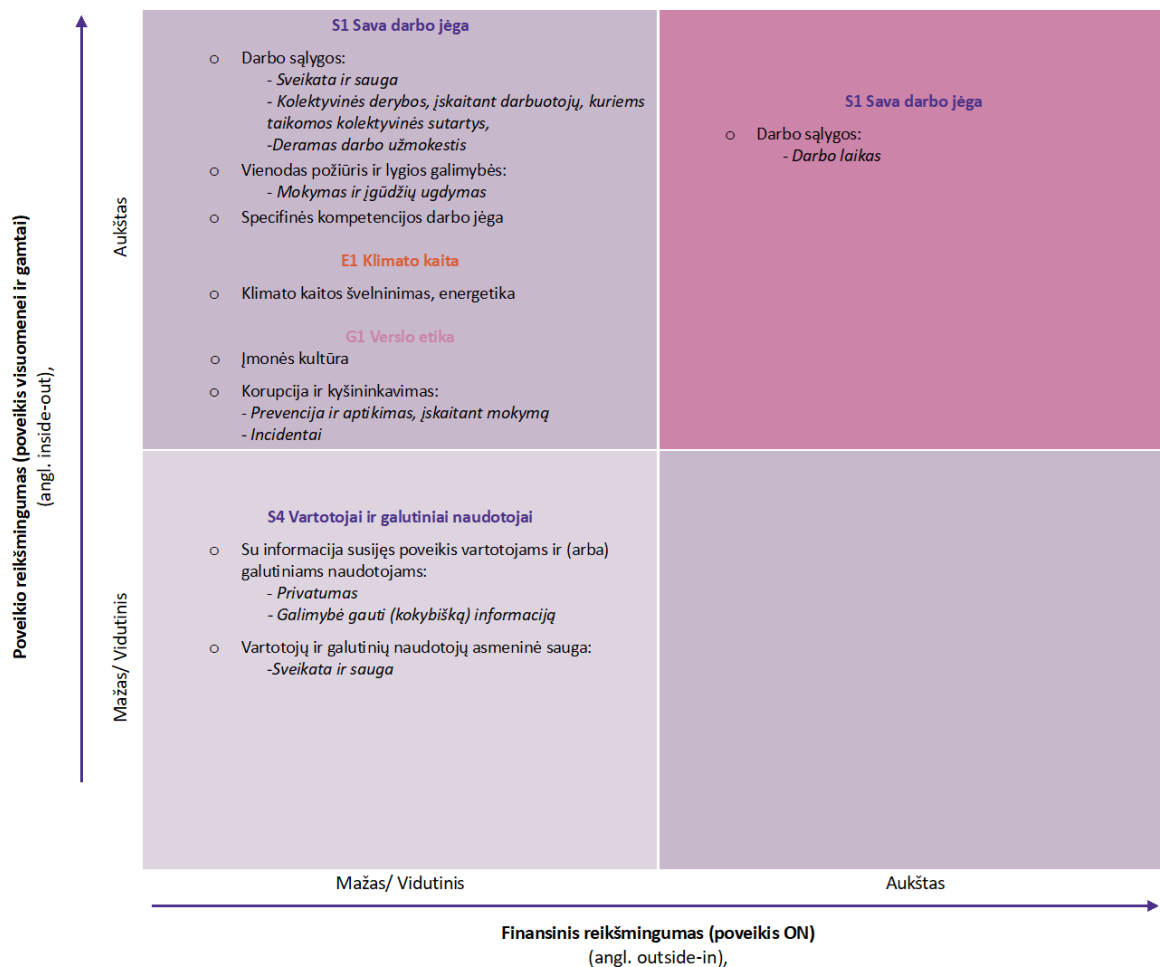 Poveikio reikšmingumas (poveikis visuomenei ir gamtai)
(angl. inside-out),
Aukštas
Mažas/ Vidutinis
S1 Sava darbo jėga
o Darbo sąlygos:
- Sveikata ir sauga
- Kolektyvinės derybos, įskaitant darbuotojų, kuriems
taikomos kolektyvinės sutartys,
-Deramas darbo užmokestis
o Vienodas požiūris ir lygios galimybės:
- Mokymas ir įgūdžių ugdymas
o Specifinės kompetencijos darbo jėga
E1 Klimato kaita
o Klimato kaitos švelninimas, energetika
G1 Verslo etika
o Įmonės kultūra
o Korupcija ir kyšininkavimas:
- Prevencija ir aptikimas, įskaitant mokymą
- Incidentai
S1 Sava darbo jėga
o Darbo sąlygos:
- Darbo laikas
S4 Vartotojai ir galutiniai naudotojai
o Su informacija susijęs poveikis vartotojams ir (arba)
galutiniams naudotojams:
- Privatumas
- Galimybė gauti (kokybišką) informaciją
o Vartotojų ir galutinių naudotojų asmeninė sauga:
-Sveikata ir sauga
Mažas/ Vidutinis
Aukštas
Finansinis reikšmingumas (poveikis ON)
(angl. outside-in),